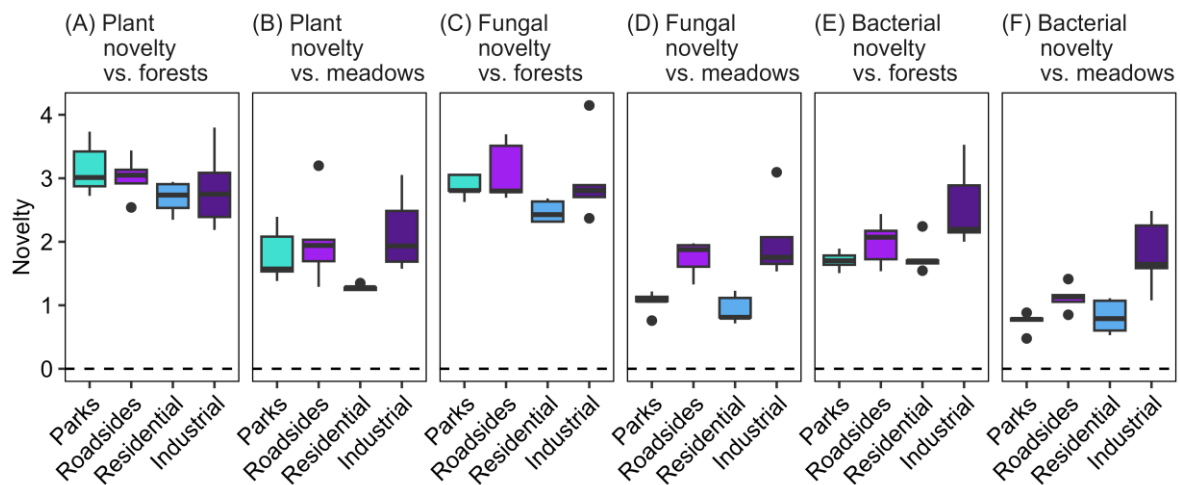 (A) Plant
novelty
vs. forests
(B) Plant
novelty
vs. meadows
(C) Fungal
novelty
vs. forests
(D) Fungal
novelty
vs. meadows
(E) Bacterial
novelty
vs. forests
(F) Bacterial
novelty
vs. meadows
Novelty
4
3
2
1
0
Parks
Roadsides
Residential
Industrial
Parks
Roadsides
Residential
Industrial
Parks
Roadsides
Residential
Industrial
Parks
Roadsides
Residential
Industrial
Parks
Roadsides
Residential
Industrial
Parks
Roadsides
Residential
Industrial